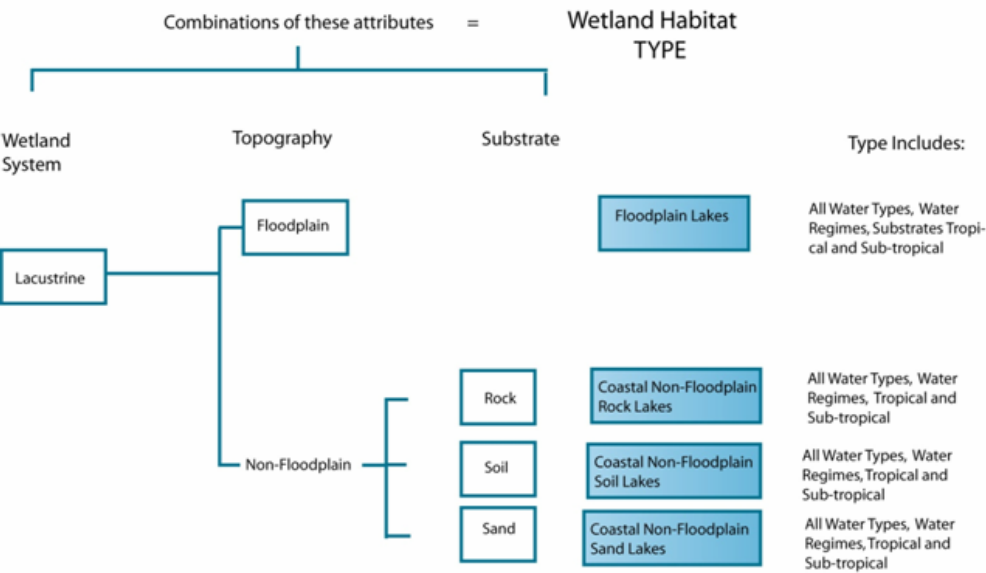 Combinations of these attributes = Wetland Habitat
TYPE
Wetland
System
Topography
Substrate
Type Includes:
Lacustrine
Floodplain
Floodplain Lakes
All Water Types, Water
Regimes, Substrates Tropi-
cal and Sub-tropical
Non-Floodplain
Rock
Coastal Non-Floodplain
Rock Lakes
All Water Types, Water
Regimes, Tropical and
Sub-tropical
Soil
Coastal Non-Floodplain
Soil Lakes
All Water Types, Water
Regimes, Tropical and
Sub-tropical
Sand
Coastal Non-Floodplain
Sand Lakes
All Water Types, Water
Regimes, Tropical and
Sub-tropical